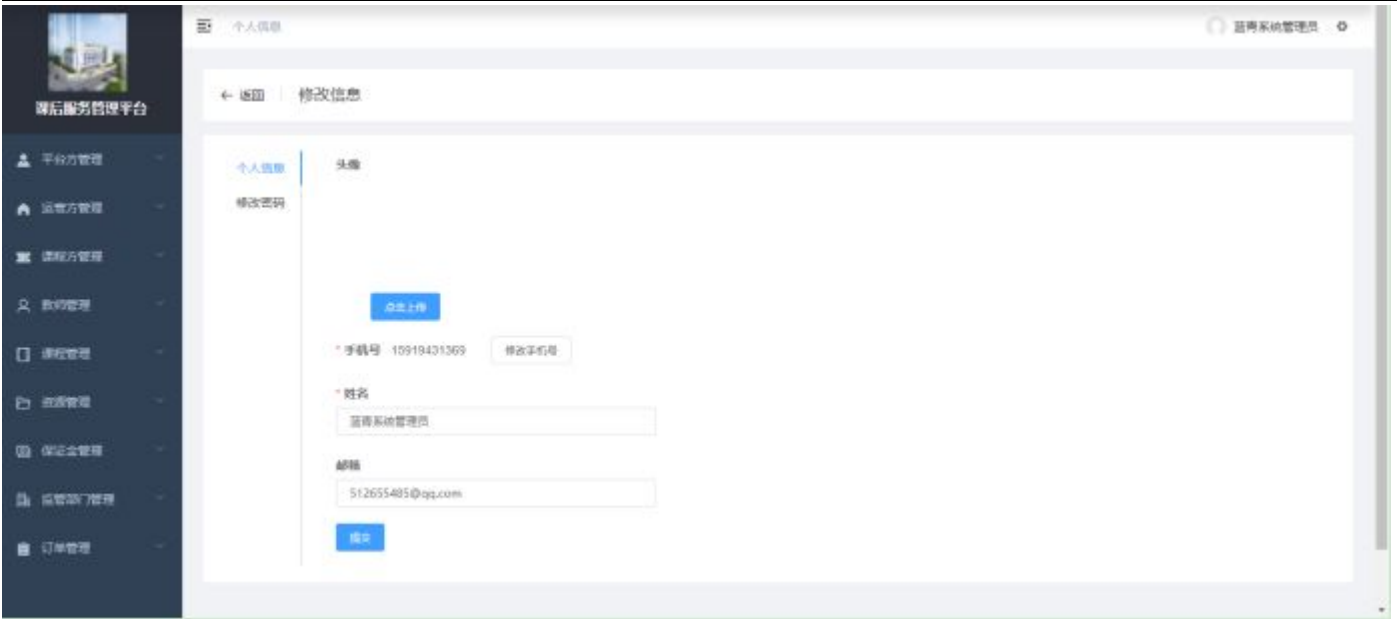 个人信息
蓝青系统管理员
课后服务管理平台
← 返回
修改信息
平台方管理
运营方管理
课程方管理
教师管理
课程管理
资源管理
保证金管理
监管部门管理
订单管理
个人信息
修改密码
头像
点击上传
* 手机号 15919431369 修改手机号
* 姓名
蓝青系统管理员
邮箱
512655485@qq.com
提交